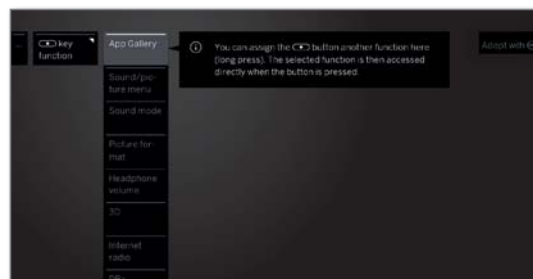 key
function
App Gallery
You can assign the button another function here
(long press). The selected function is then accessed
directly when the button is pressed.
Adapt with
Sound/pic-
ture menu
Sound mode
Picture for-
mat
Headphone
volume
3D
Internet
radio